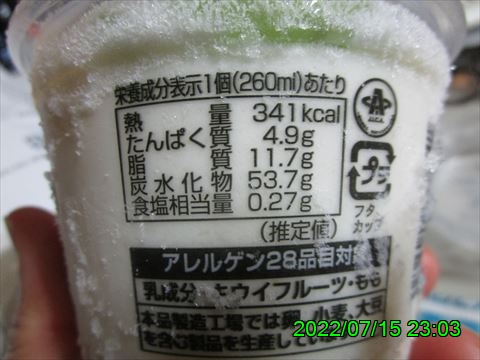 栄養成分表示1個(260ml)あたり
熱量 341kcal
たんぱく質 4.9g
脂質 11.7g
炭水化物 53.7g
食塩相当量 0.27g
(推定値)
プラ
フタ
カップ
アレルゲン28品目対象
乳成分・キウイフルーツ・もも
本品製造工場では卵、小麦、大豆
を含む製品を生産してい
2022/07/15 23:03